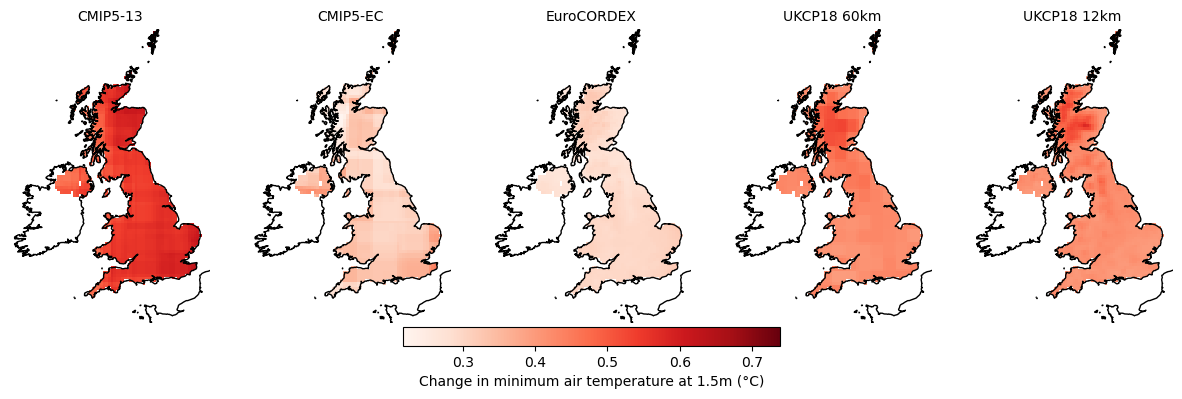 CMIP5-13
CMIP5-EC
EuroCORDEX
UKCP18 60km
UKCP18 12km
0.3
0.4
0.5
0.6
0.7
Change in minimum air temperature at 1.5m (°C)